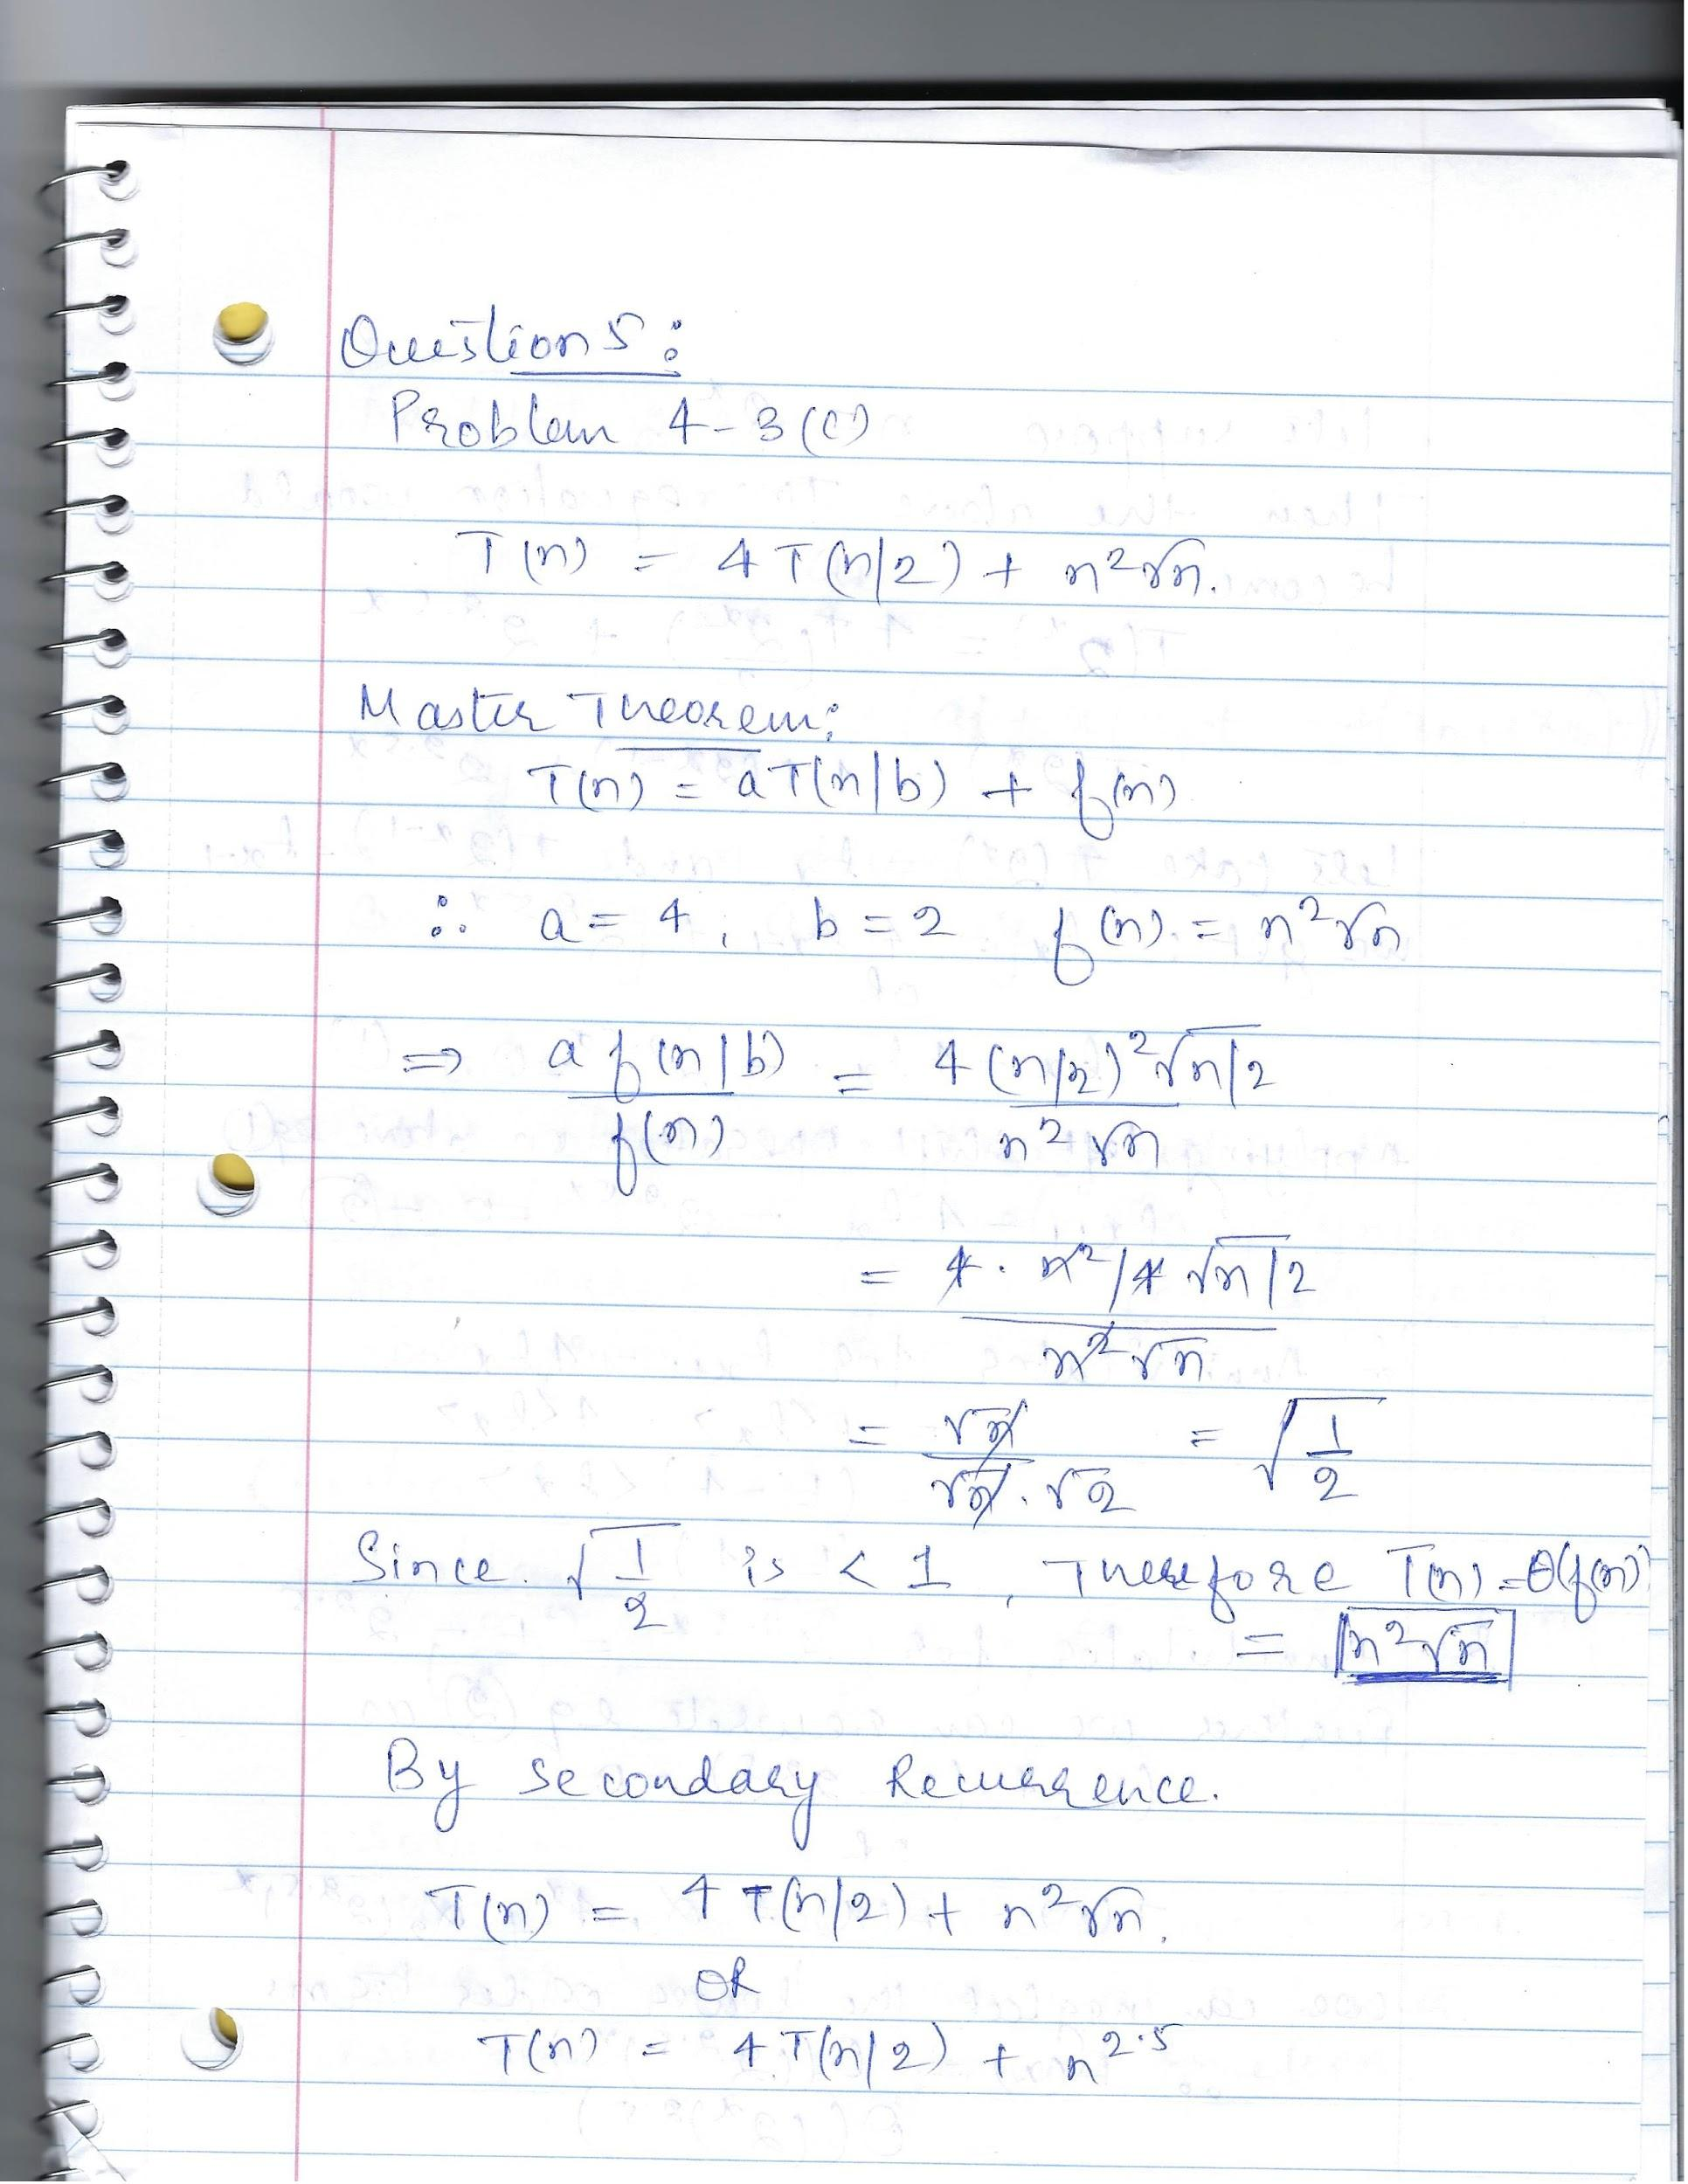 Question 5:
Problem 4-3(c)
T(n) = 4T(n/2) + n²√n.
Master Theorem:
T(n) = aT(n/b) + f(n)
∴ a = 4, b = 2 f(n) = n²√n
⇒ a f(n/b) / f(n) = 4(n/2)²√n/2 / n²√n
= 4 · n²/4 √n/2 / n²√n
= √n / √n · √2 = √1/2
Since √1/2 is < 1, Therefore T(n) = Θ(f(n))
= n²√n
By Secondary Recurrence.
T(n) = 4T(n/2) + n²√n.
OR
T(n) = 4T(n/2) + n^2.5